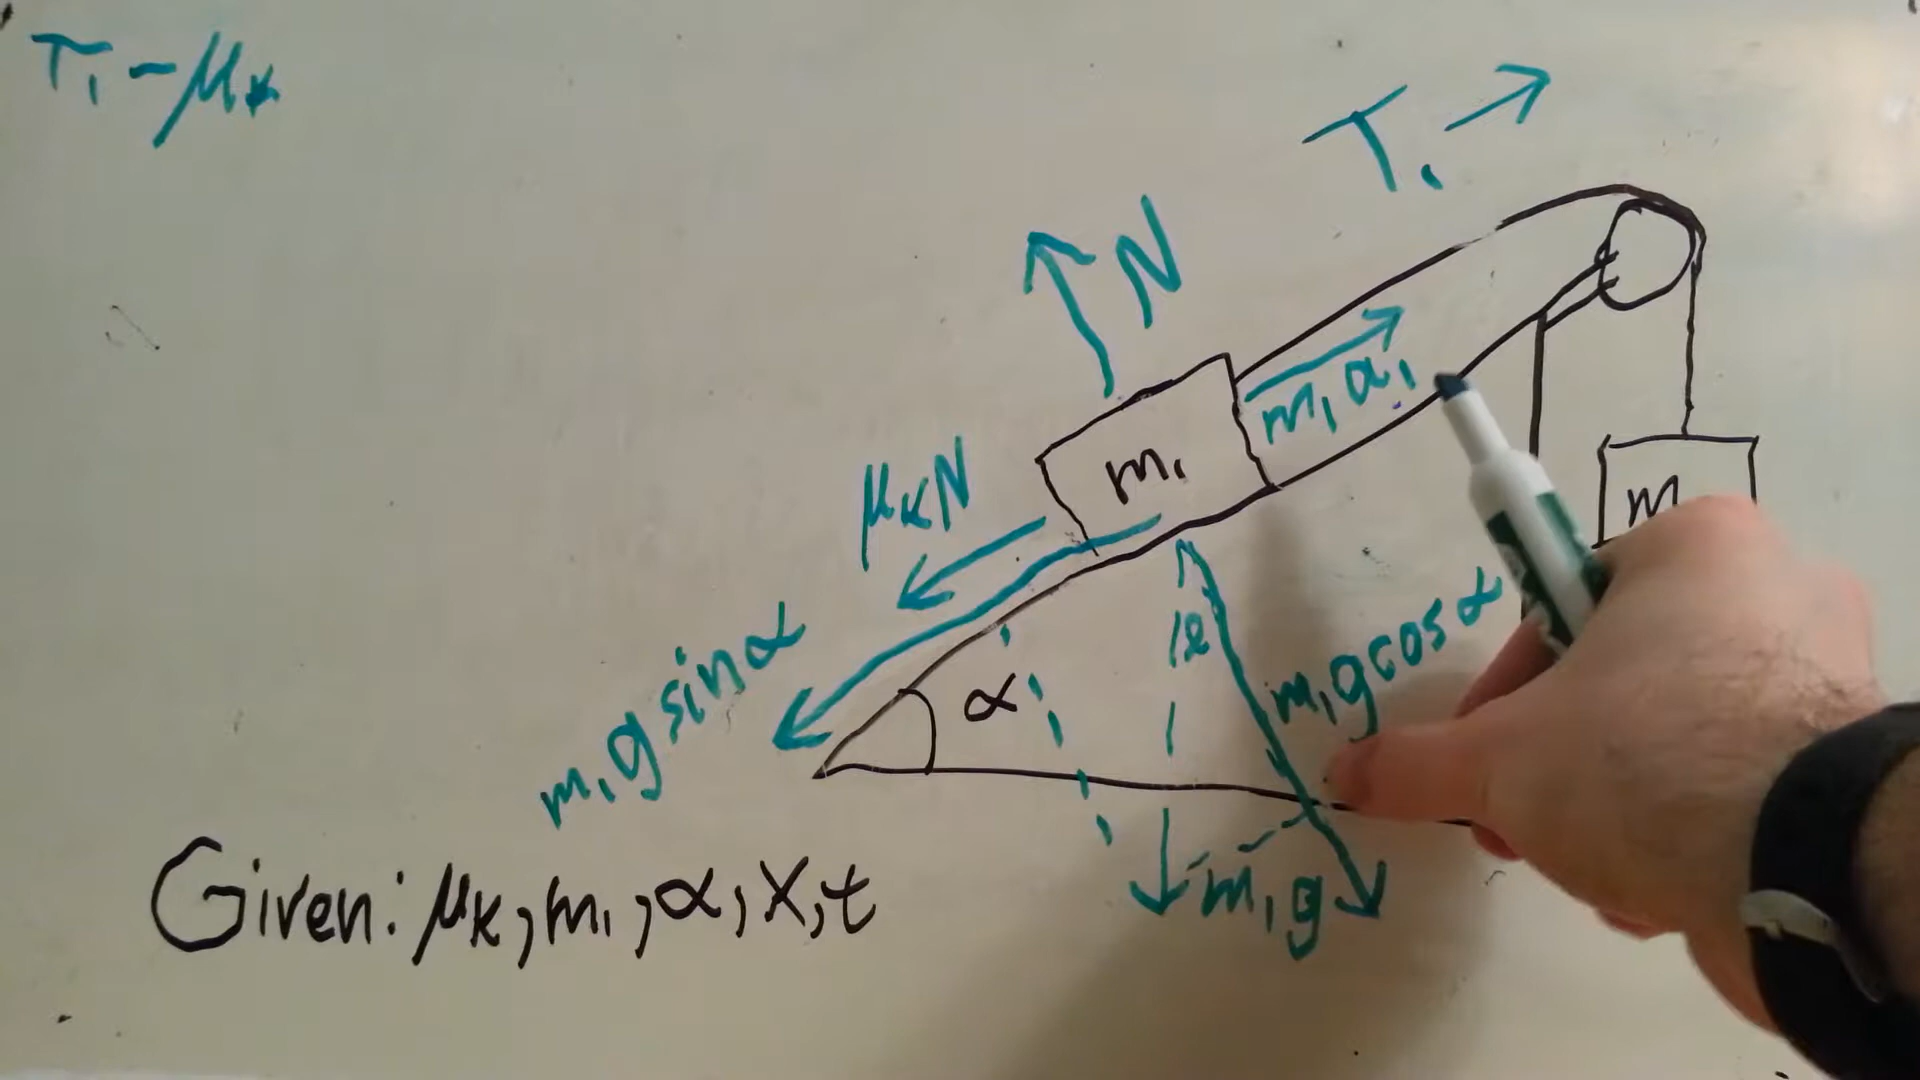 T₁ - μₖ
T₁
N
m₁a₁
μₖN
m₁
m
m₁g sinα
α
m₁g cosα
m₁g
Given: μₖ, m₁, α, x, t